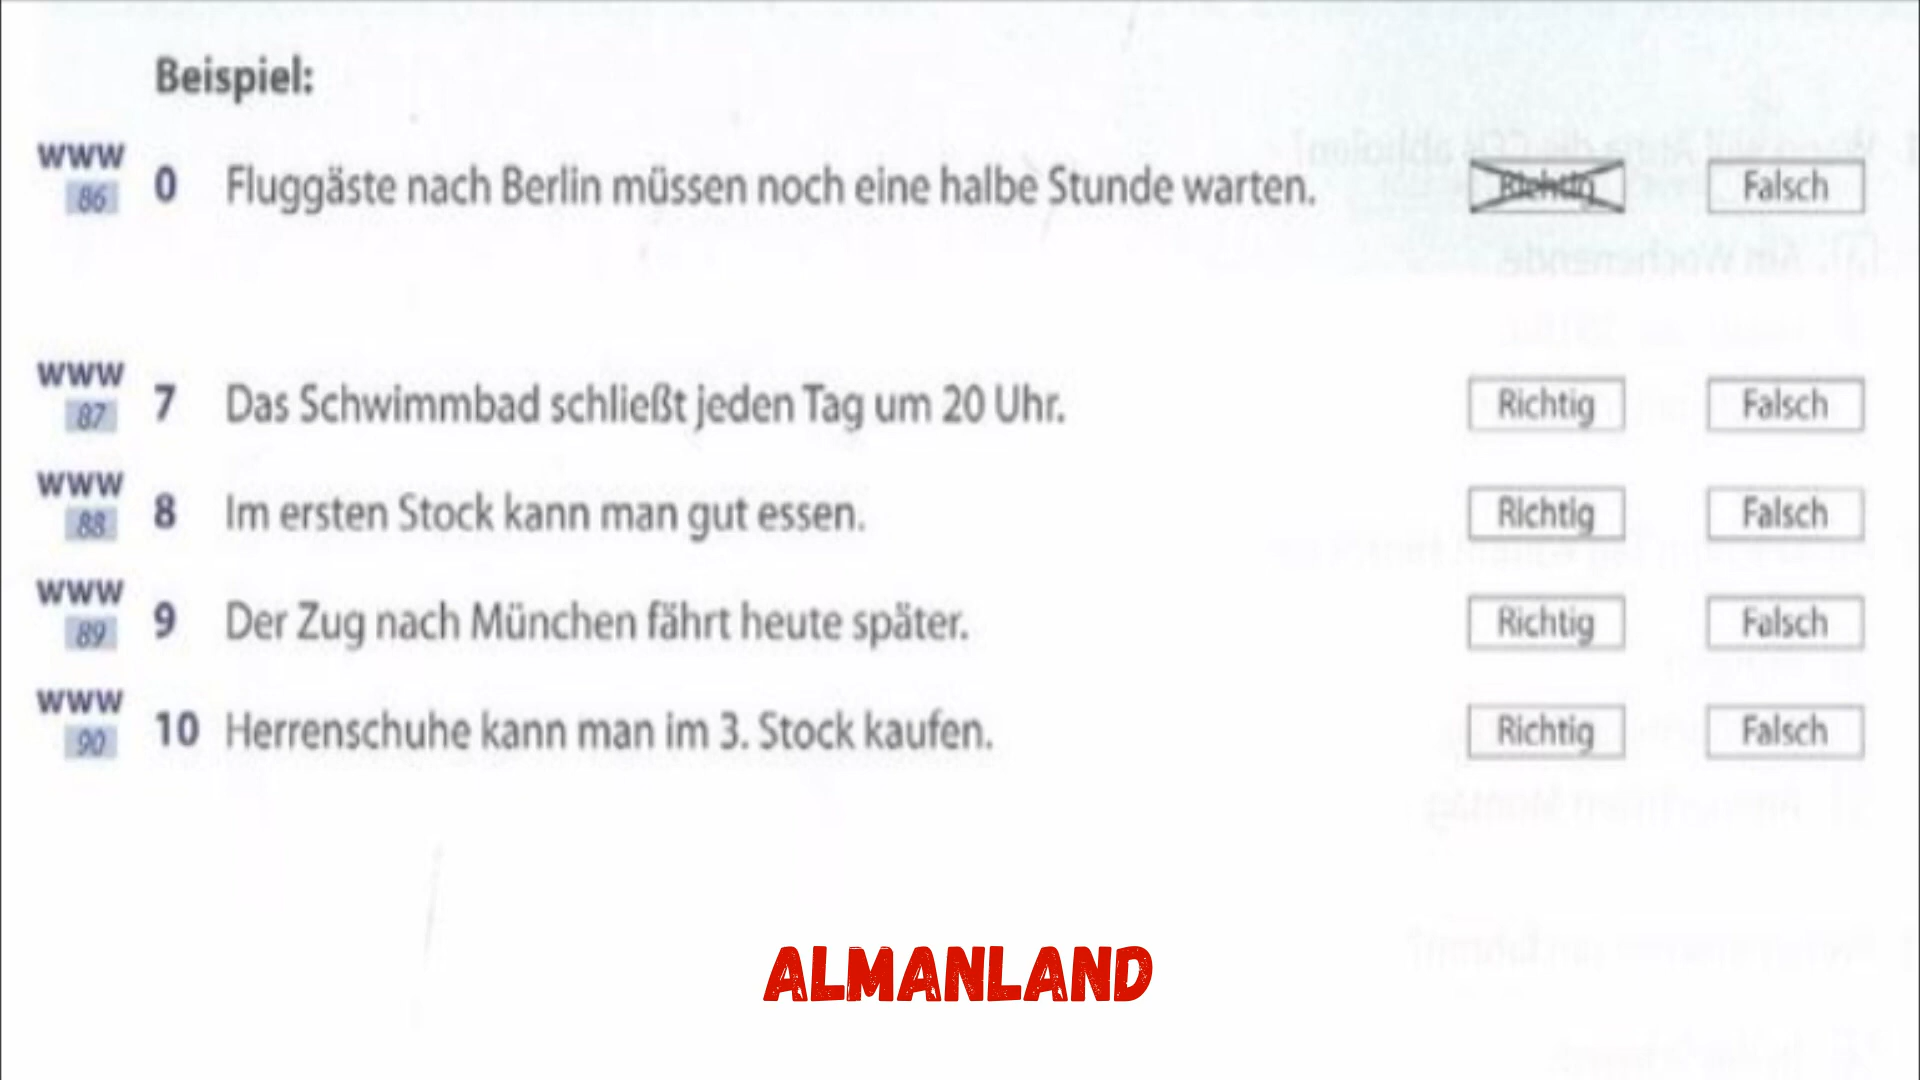 Beispiel:
www
86 0 Fluggäste nach Berlin müssen noch eine halbe Stunde warten. Richtig Falsch
www
87 7 Das Schwimmbad schließt jeden Tag um 20 Uhr. Richtig Falsch
www
88 8 Im ersten Stock kann man gut essen. Richtig Falsch
www
89 9 Der Zug nach München fährt heute später. Richtig Falsch
www
90 10 Herrenschuhe kann man im 3. Stock kaufen. Richtig Falsch
ALMANLAND